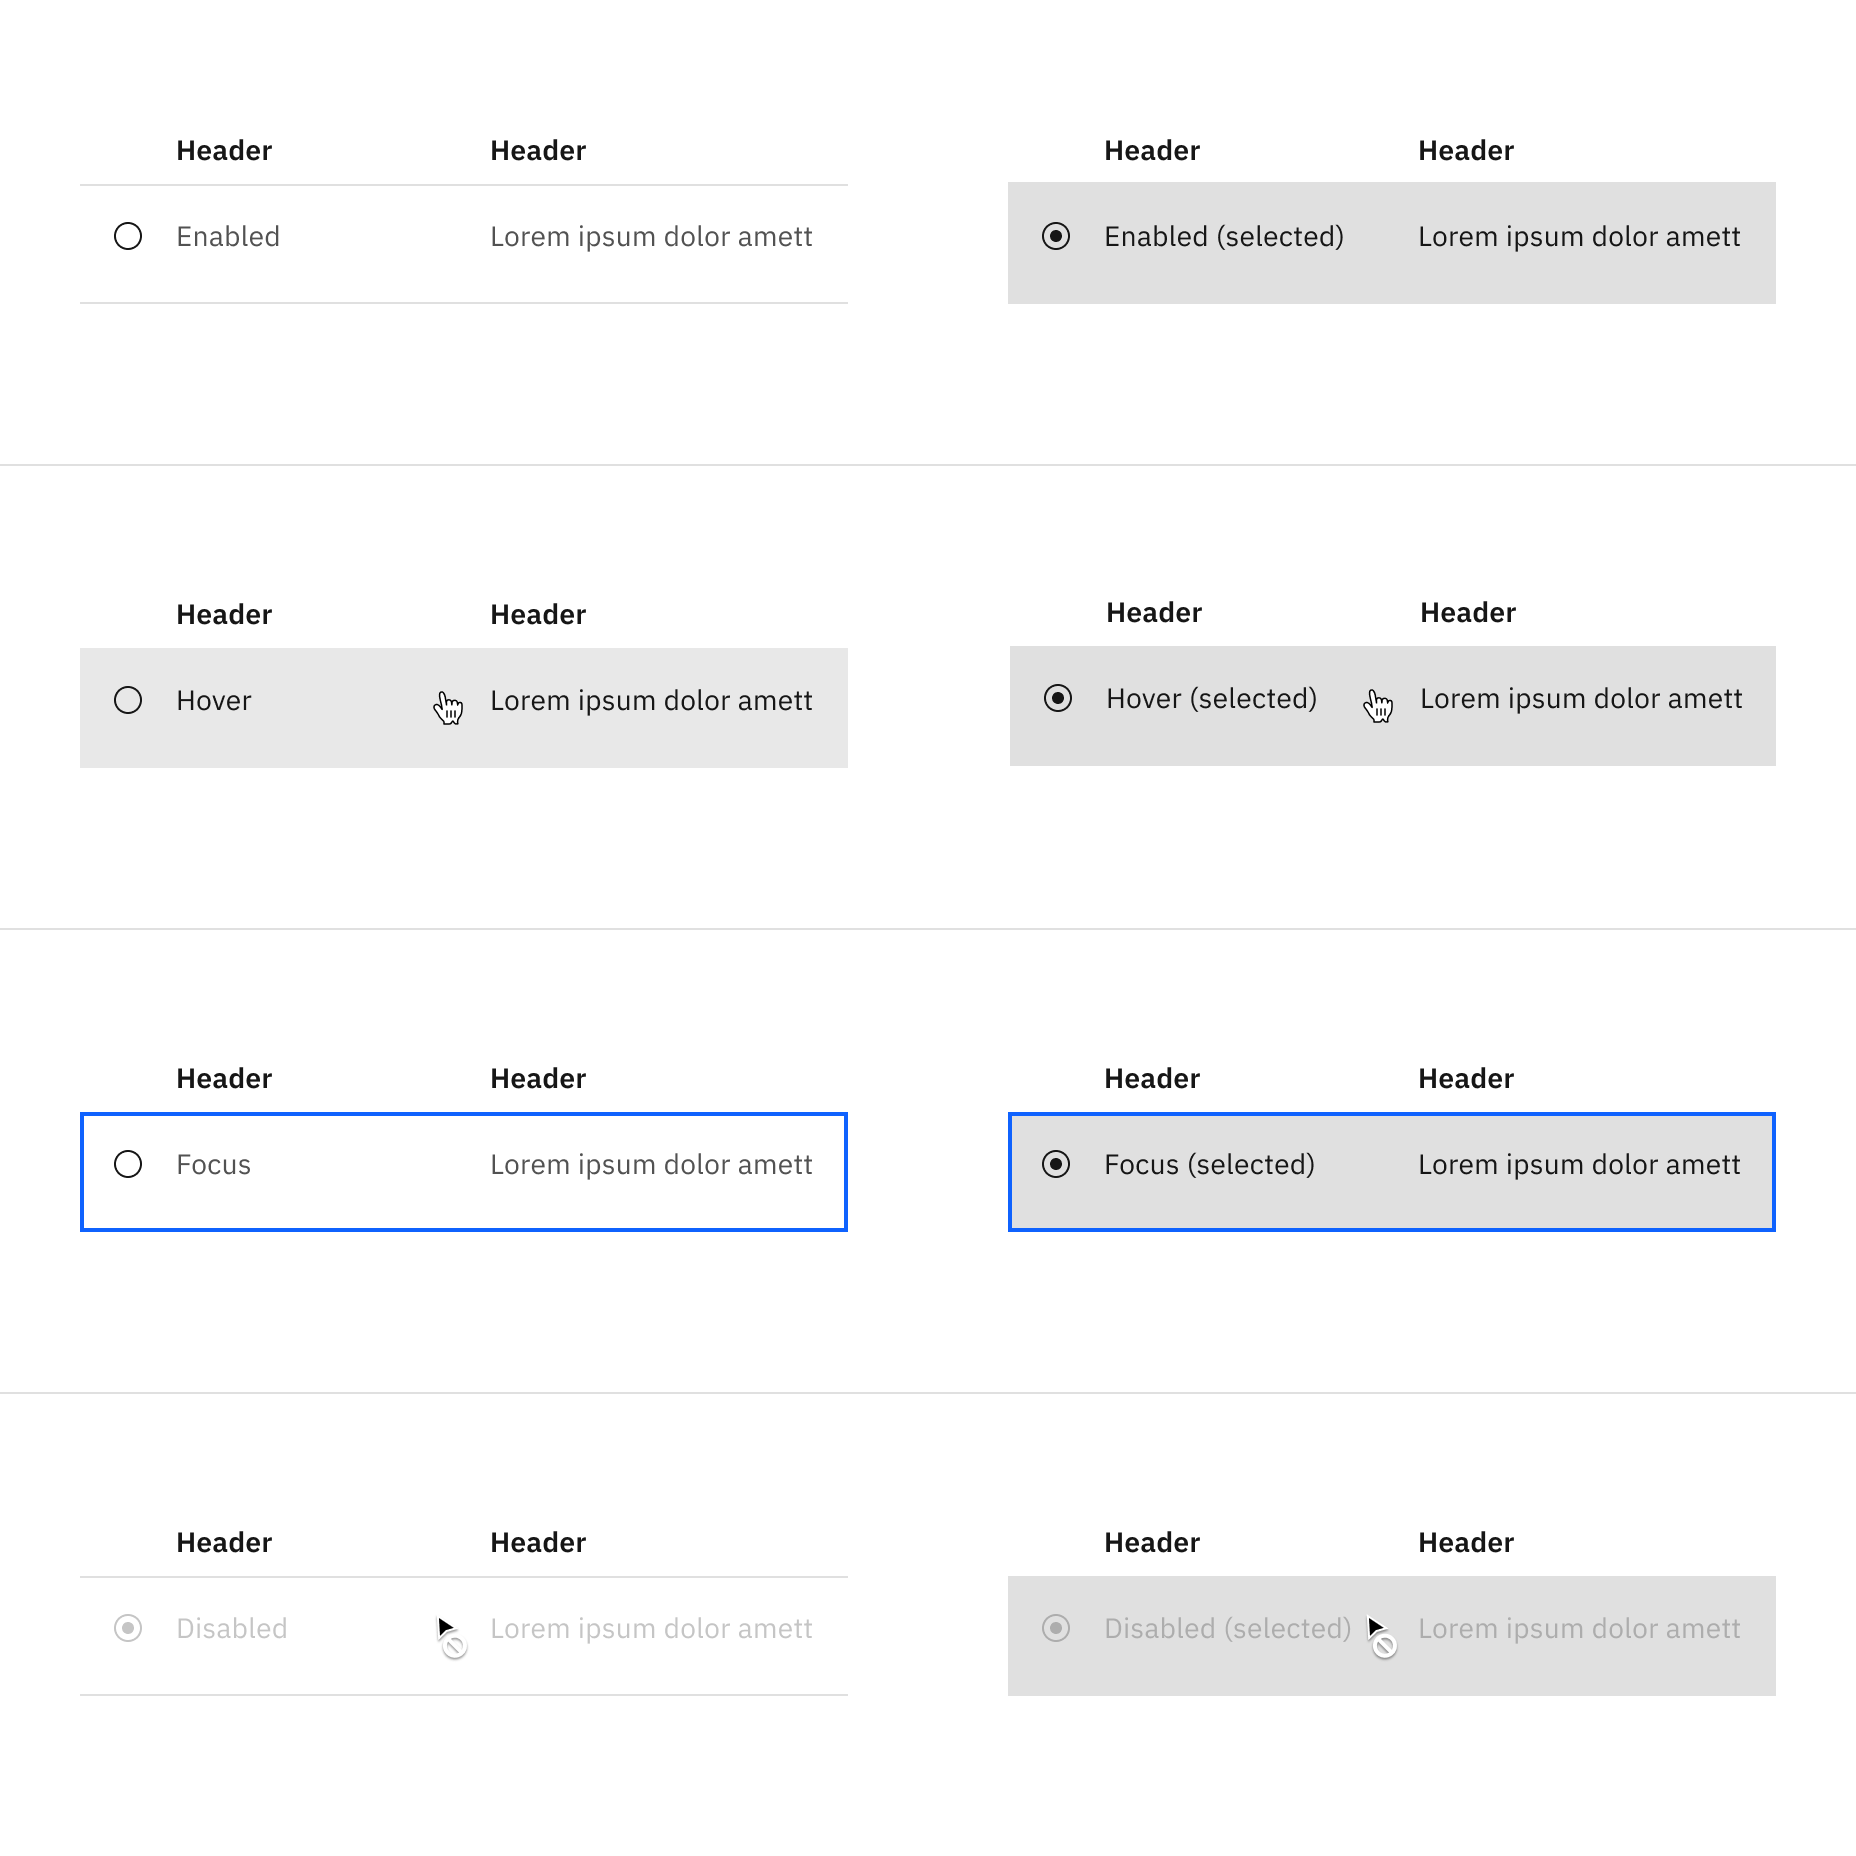 Header Header Header Header
Enabled Lorem ipsum dolor amett Enabled (selected) Lorem ipsum dolor amett
Header Header Header Header
Hover Lorem ipsum dolor amett Hover (selected) Lorem ipsum dolor amett
Header Header Header Header
Focus Lorem ipsum dolor amett Focus (selected) Lorem ipsum dolor amett
Header Header Header Header
Disabled Lorem ipsum dolor amett Disabled (selected) Lorem ipsum dolor amett